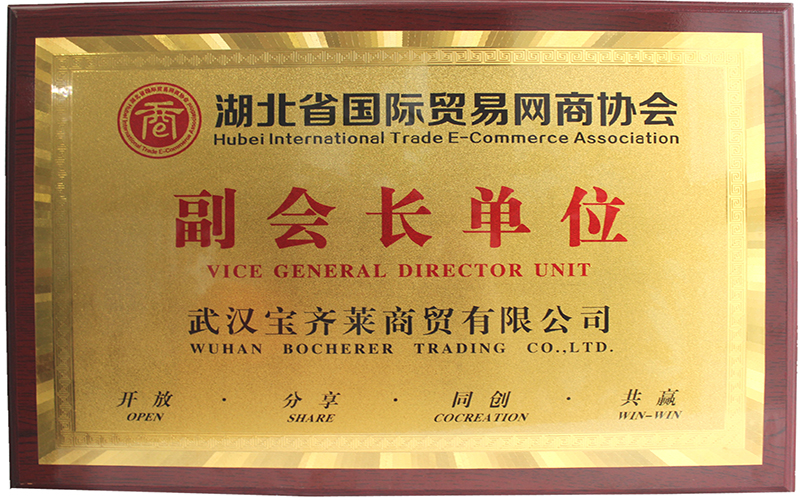 湖北省国际贸易网商协会
Hubei International Trade E-Commerce Association
副会长单位
VICE GENERAL DIRECTOR UNIT
武汉宝齐莱商贸有限公司
WUHAN BOCHERER TRADING CO.,LTD.
开放 · 分享 · 同创 · 共赢
OPEN SHARE COCREATION WIN-WIN